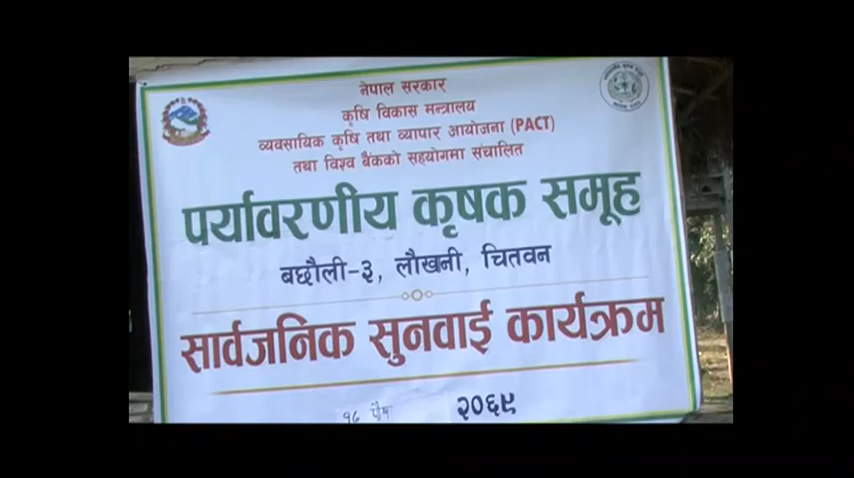 नेपाल सरकार
कृषि विकास मन्त्रालय
व्यवसायिक कृषि तथा व्यापार आयोजना (PACT)
तथा विश्व बैंकको सहयोगमा संचालित
पर्यावरणीय कृषक समूह
बछौली-३, लौखनी, चितवन
सार्वजनिक सुनवाई कार्यक्रम
पौष २०६९